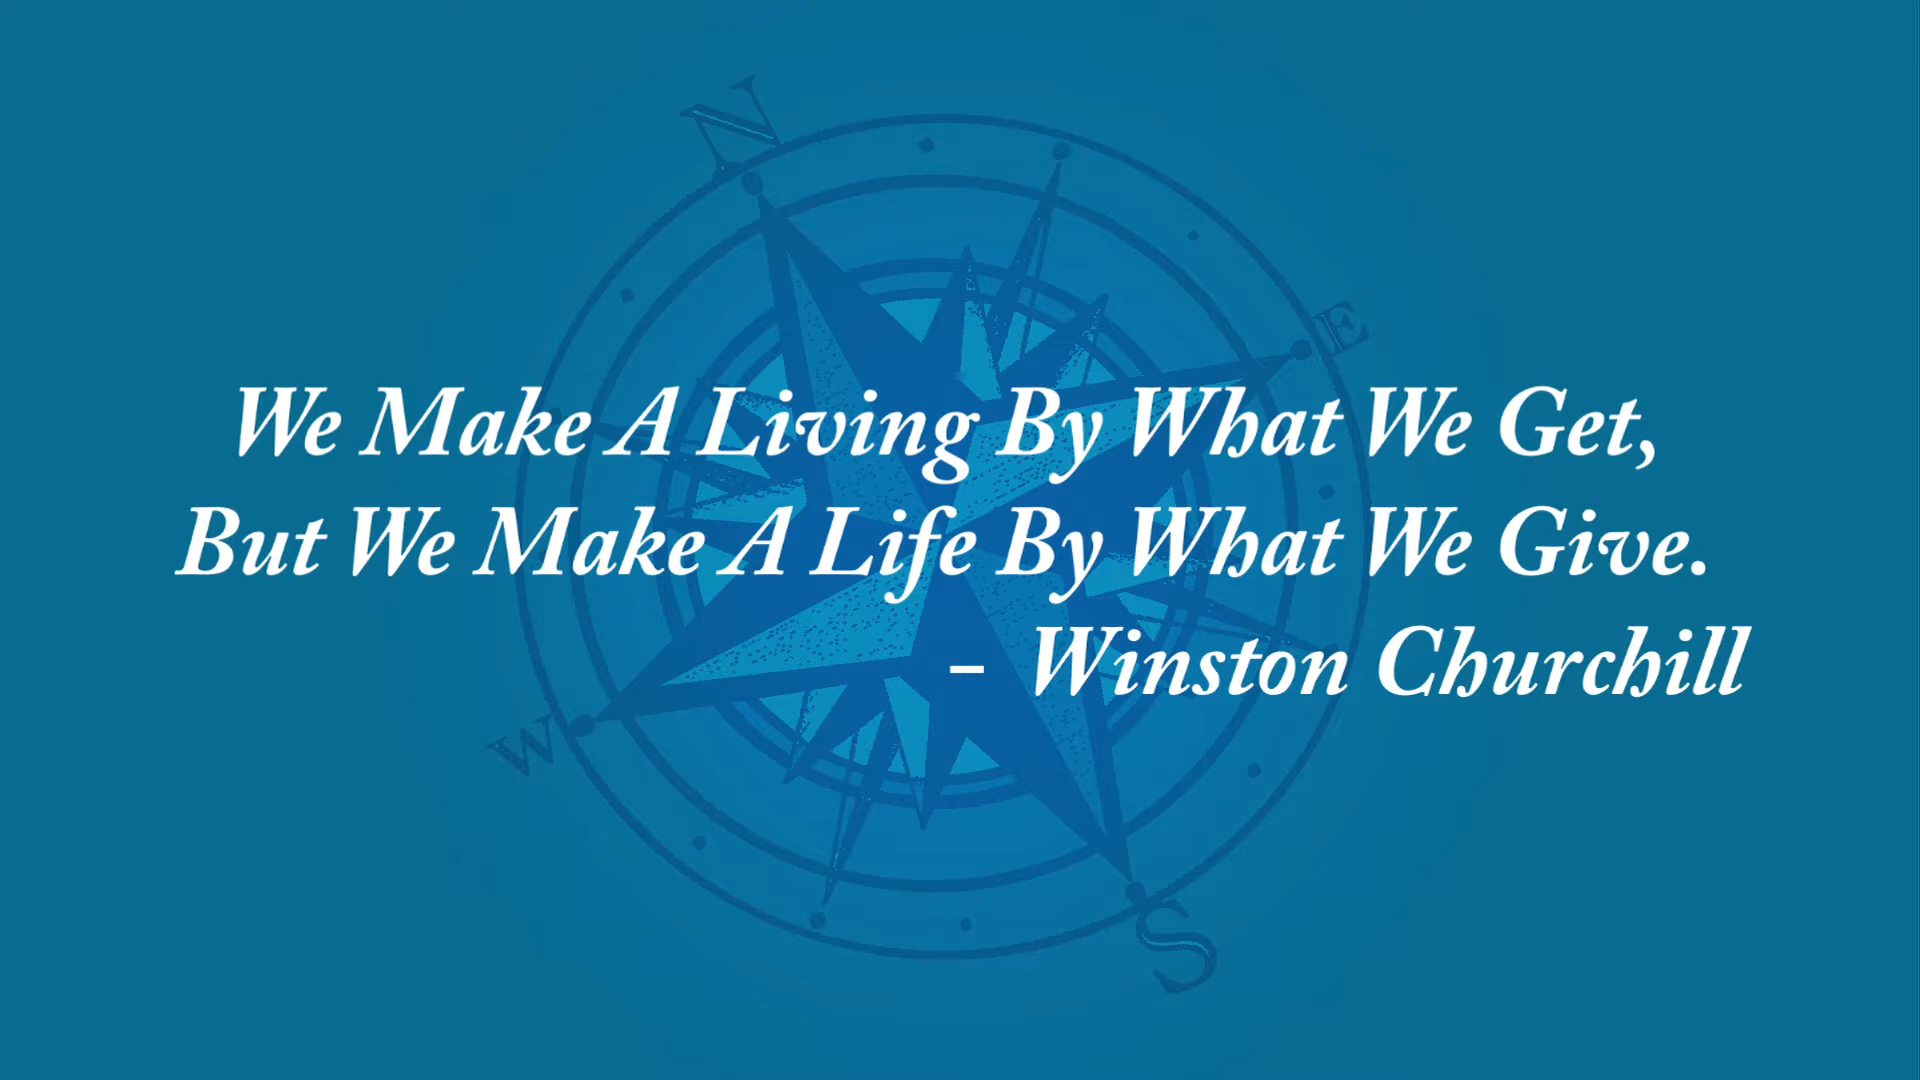 N
E
We Make A Living By What We Get,
But We Make A Life By What We Give.
– Winston Churchill
W
S